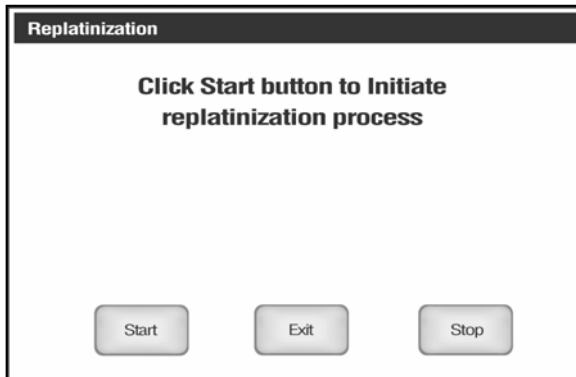 Replatinization
Click Start button to Initiate
replatinization process
Start Exit Stop